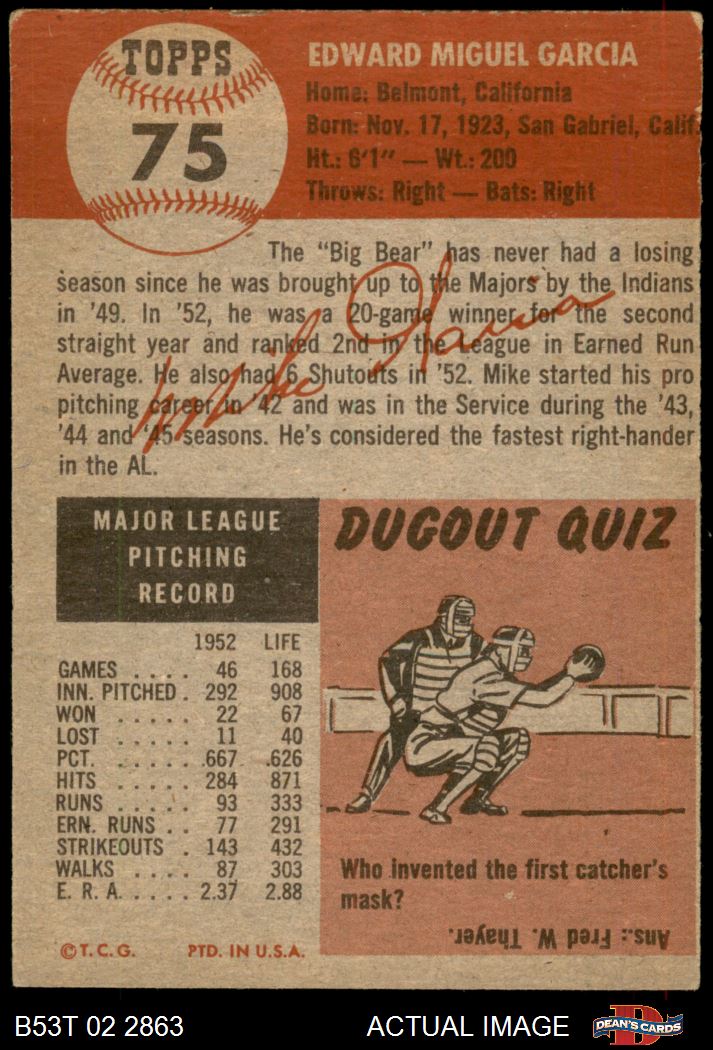 TOPPS
75
EDWARD MIGUEL GARCIA
Home: Belmont, California
Born: Nov. 17, 1923, San Gabriel, Calif.
Ht.: 6'1" — Wt.: 200
Throws: Right — Bats: Right
The "Big Bear" has never had a losing
season since he was brought up to the Majors by the Indians
in '49. In '52, he was a 20-game winner for the second
straight year and ranked 2nd in the League in Earned Run
Average. He also had 6 Shutouts in '52. Mike started his pro
pitching career in '42 and was in the Service during the '43,
'44 and '45 seasons. He's considered the fastest right-hander
in the AL.
Mike Garcia
MAJOR LEAGUE
PITCHING
RECORD
1952 LIFE
GAMES . . . . 46 168
INN. PITCHED . 292 908
WON . . . . . 22 67
LOST . . . . . 11 40
PCT. . . . . . .667 .626
HITS . . . . . 284 871
RUNS . . . . . 93 333
ERN. RUNS . . 77 291
STRIKEOUTS . 143 432
WALKS . . . . 87 303
E. R. A. . . . . 2.37 2.88
©T.C.G. PTD. IN U.S.A.
DUGOUT QUIZ
Who invented the first catcher's
mask?
Ans.: Fred W. Thayer.
B53T 02 2863
ACTUAL IMAGE
D
DEAN'S CARDS